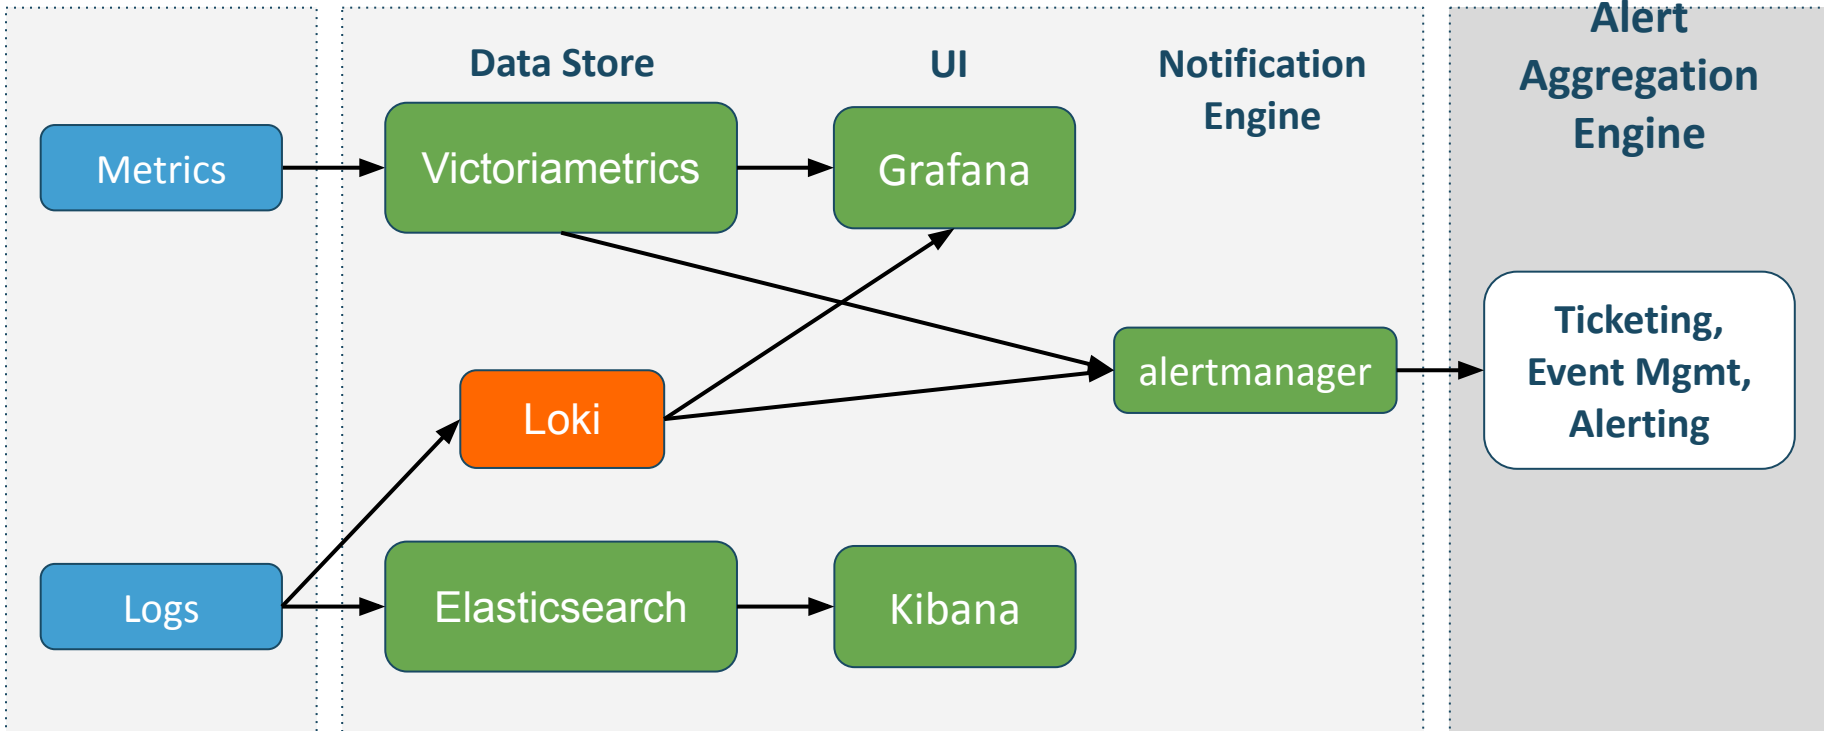 Data Store
UI
Notification
Engine
Alert
Aggregation
Engine
Metrics
Victoriametrics
Grafana
Loki
alertmanager
Ticketing,
Event Mgmt,
Alerting
Logs
Elasticsearch
Kibana